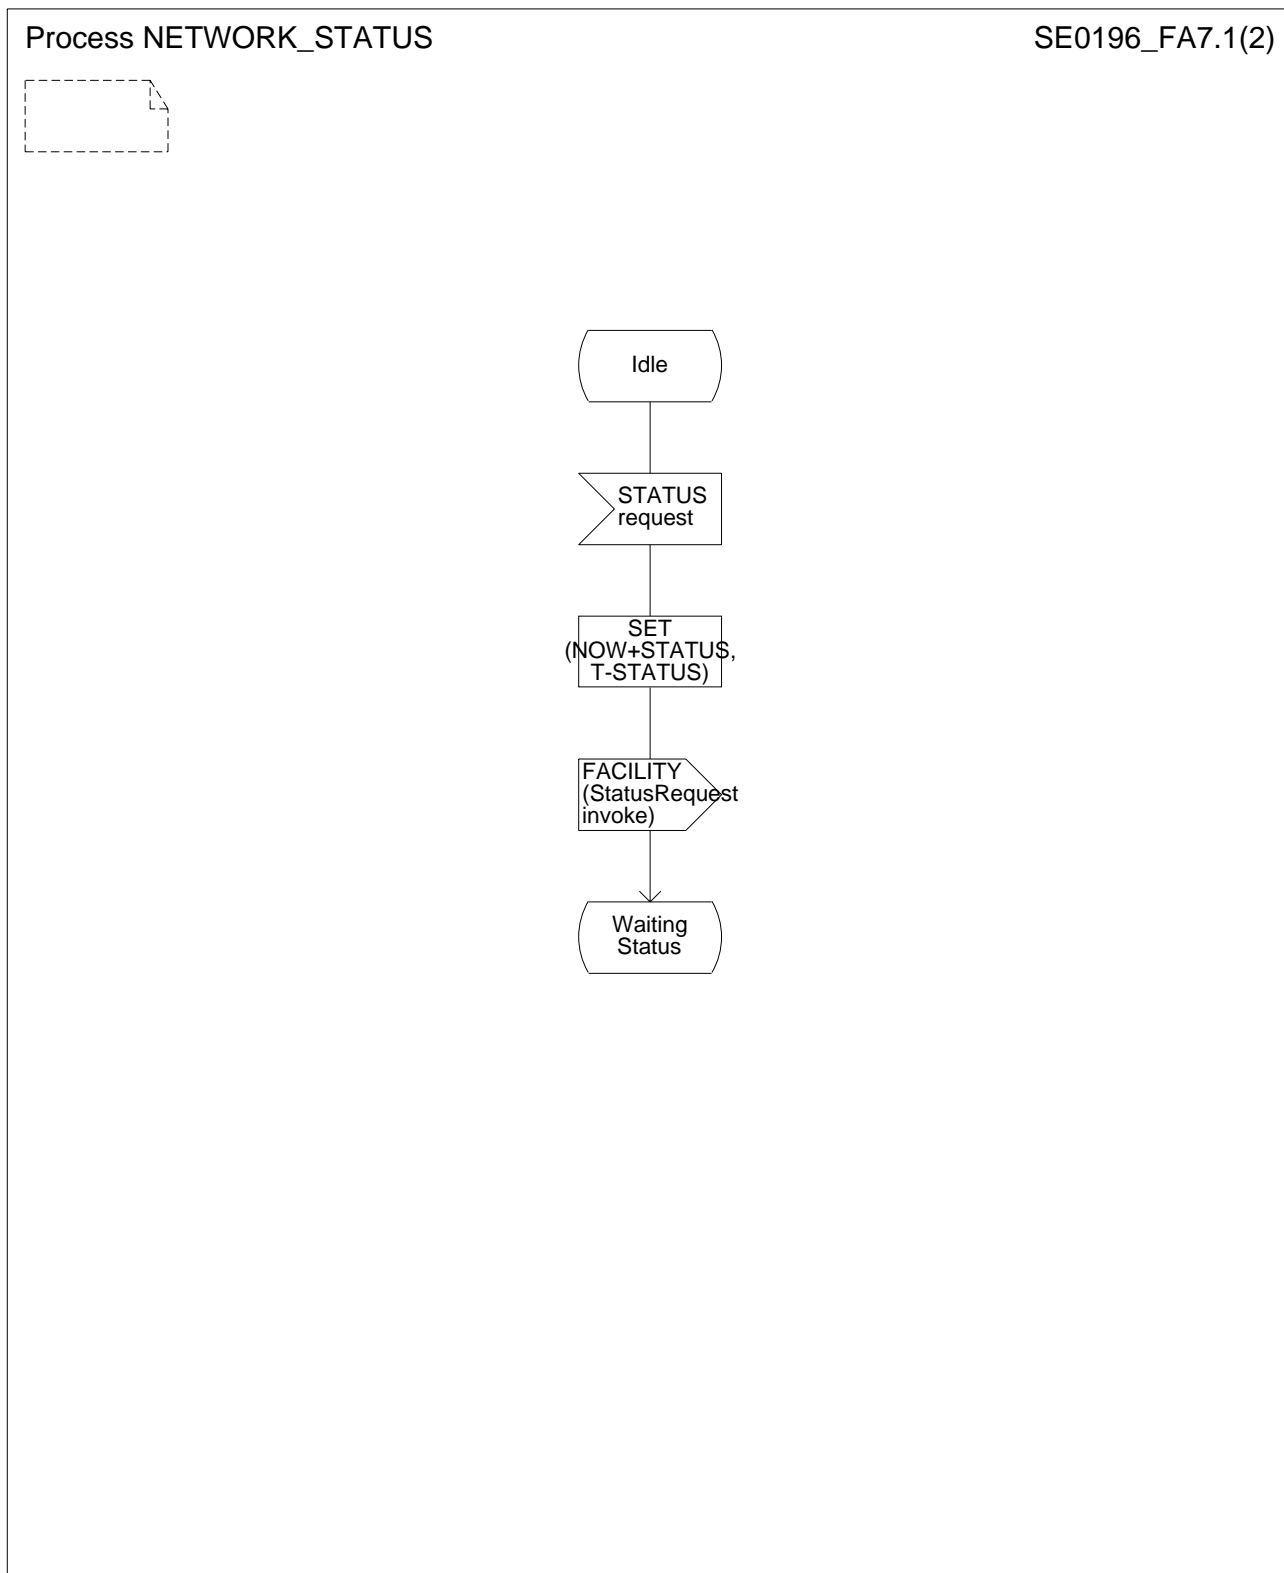 Process NETWORK_STATUS
SE0196_FA7.1(2)
Idle
STATUS
request
SET
(NOW+STATUS,
T-STATUS)
FACILITY
(StatusRequest
invoke)
Waiting
Status